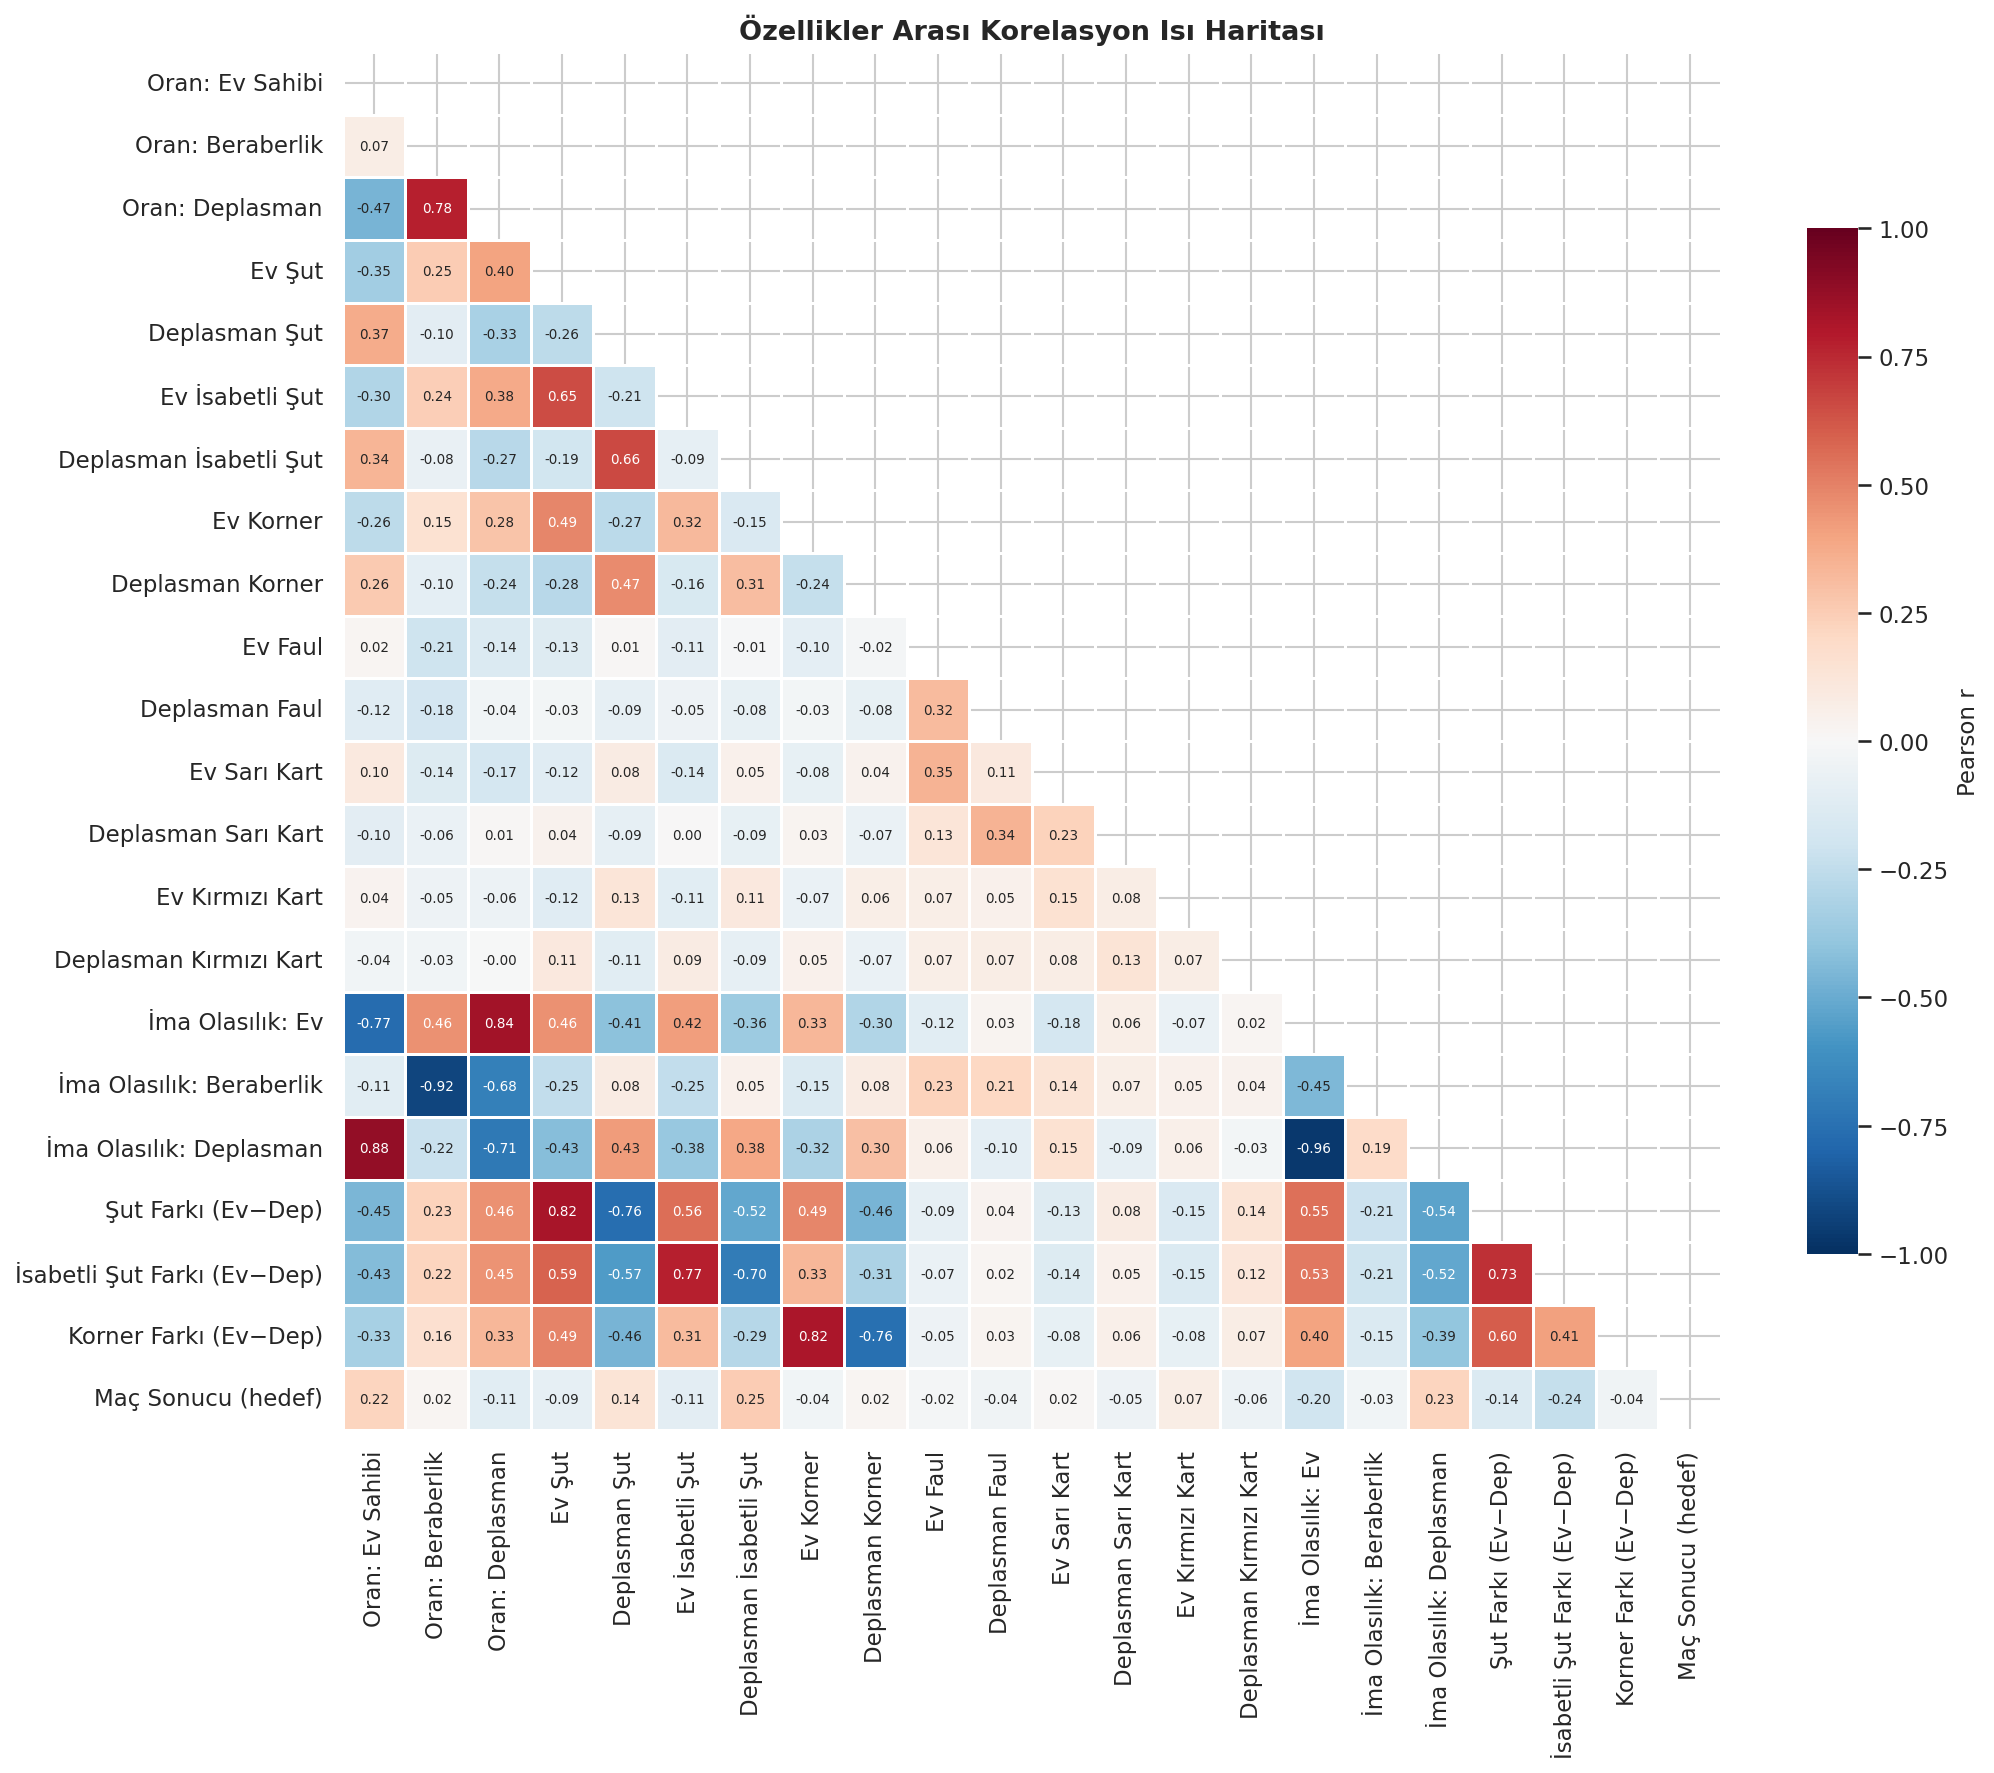 Özellikler Arası Korelasyon Isı Haritası
Oran: Ev Sahibi
Oran: Beraberlik 0.07
Oran: Deplasman -0.47 0.78
Ev Şut -0.35 0.25 0.40
Deplasman Şut 0.37 -0.10 -0.33 -0.26
Ev İsabetli Şut -0.30 0.24 0.38 0.65 -0.21
Deplasman İsabetli Şut 0.34 -0.08 -0.27 -0.19 0.66 -0.09
Ev Korner -0.26 0.15 0.28 0.49 -0.27 0.32 -0.15
Deplasman Korner 0.26 -0.10 -0.24 -0.28 0.47 -0.16 0.31 -0.24
Ev Faul 0.02 -0.21 -0.14 -0.13 0.01 -0.11 -0.01 -0.10 -0.02
Deplasman Faul -0.12 -0.18 -0.04 -0.03 -0.09 -0.05 -0.08 -0.03 -0.08 0.32
Ev Sarı Kart 0.10 -0.14 -0.17 -0.12 0.08 -0.14 0.05 -0.08 0.04 0.35 0.11
Deplasman Sarı Kart -0.10 -0.06 0.01 0.04 -0.09 0.00 -0.09 0.03 -0.07 0.13 0.34 0.23
Ev Kırmızı Kart 0.04 -0.05 -0.06 -0.12 0.13 -0.11 0.11 -0.07 0.06 0.07 0.05 0.15 0.08
Deplasman Kırmızı Kart -0.04 -0.03 -0.00 0.11 -0.11 0.09 -0.09 0.05 -0.07 0.07 0.07 0.08 0.13 0.07
İma Olasılık: Ev -0.77 0.46 0.84 0.46 -0.41 0.42 -0.36 0.33 -0.30 -0.12 0.03 -0.18 0.06 -0.07 0.02
İma Olasılık: Beraberlik -0.11 -0.92 -0.68 -0.25 0.08 -0.25 0.05 -0.15 0.08 0.23 0.21 0.14 0.07 0.05 0.04 -0.45
İma Olasılık: Deplasman 0.88 -0.22 -0.71 -0.43 0.43 -0.38 0.38 -0.32 0.30 0.06 -0.10 0.15 -0.09 0.06 -0.03 -0.96 0.19
Şut Farkı (Ev−Dep) -0.45 0.23 0.46 0.82 -0.76 0.56 -0.52 0.49 -0.46 -0.09 0.04 -0.13 0.08 -0.15 0.14 0.55 -0.21 -0.54
İsabetli Şut Farkı (Ev−Dep) -0.43 0.22 0.45 0.59 -0.57 0.77 -0.70 0.33 -0.31 -0.07 0.02 -0.14 0.05 -0.15 0.12 0.53 -0.21 -0.52 0.73
Korner Farkı (Ev−Dep) -0.33 0.16 0.33 0.49 -0.46 0.31 -0.29 0.82 -0.76 -0.05 0.03 -0.08 0.06 -0.08 0.07 0.40 -0.15 -0.39 0.60 0.41
Maç Sonucu (hedef) 0.22 0.02 -0.11 -0.09 0.14 -0.11 0.25 -0.04 0.02 -0.02 -0.04 0.02 -0.05 0.07 -0.06 -0.20 -0.03 0.23 -0.14 -0.24 -0.04
Oran: Ev Sahibi
Oran: Beraberlik
Oran: Deplasman
Ev Şut
Deplasman Şut
Ev İsabetli Şut
Deplasman İsabetli Şut
Ev Korner
Deplasman Korner
Ev Faul
Deplasman Faul
Ev Sarı Kart
Deplasman Sarı Kart
Ev Kırmızı Kart
Deplasman Kırmızı Kart
İma Olasılık: Ev
İma Olasılık: Beraberlik
İma Olasılık: Deplasman
Şut Farkı (Ev−Dep)
İsabetli Şut Farkı (Ev−Dep)
Korner Farkı (Ev−Dep)
Maç Sonucu (hedef)
1.00
0.75
0.50
0.25
0.00
−0.25
−0.50
−0.75
−1.00
Pearson r